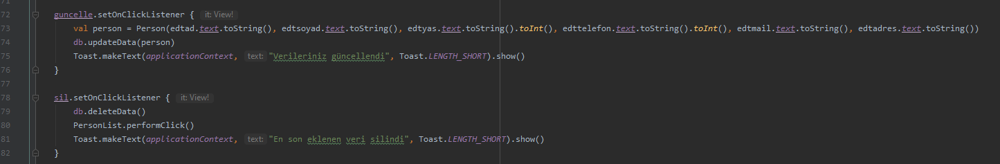 71
72 guncelle.setOnClickListener { it: View!
73 val person = Person(edtad.text.toString(), edtsoyad.text.toString(), edtyas.text.toString().toInt(), edttelefon.text.toString().toInt(), edtmail.text.toString(), edtadres.text.toString())
74 db.updateData(person)
75 Toast.makeText(applicationContext, text: "Verileriniz güncellendi", Toast.LENGTH_SHORT).show()
76 }
77
78 sil.setOnClickListener { it: View!
79 db.deleteData()
80 PersonList.performClick()
81 Toast.makeText(applicationContext, text: "En son eklenen veri silindi", Toast.LENGTH_SHORT).show()
82 }